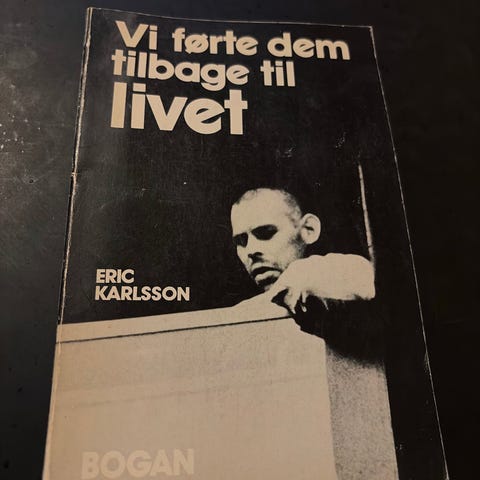 Vi førte dem
tilbage til
livet
ERIC
KARLSSON
BOGAN